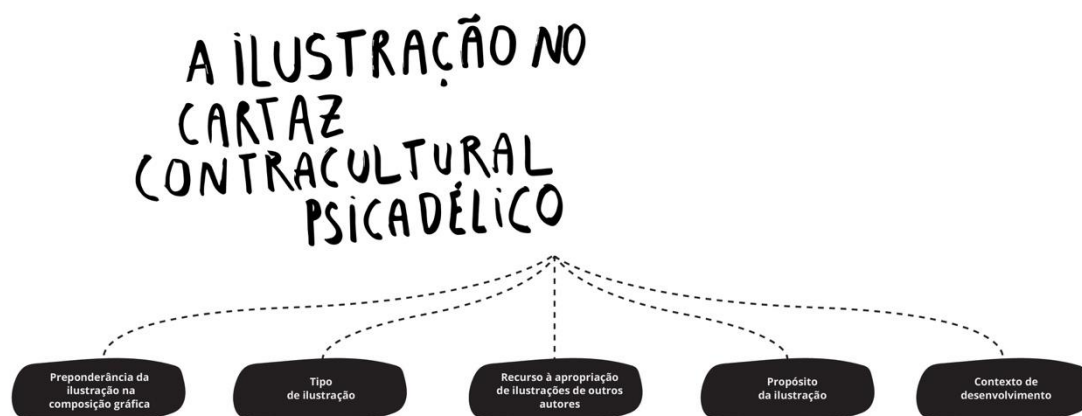 A iLUSTRAÇÃO NO
CARTAZ
CONTRACULTURAL
PSiCADÉLiCO
Preponderância da
ilustração na
composição gráfica
Tipo
de ilustração
Recurso à apropriação
de ilustrações de outros
autores
Propósito
da ilustração
Contexto de
desenvolvimento